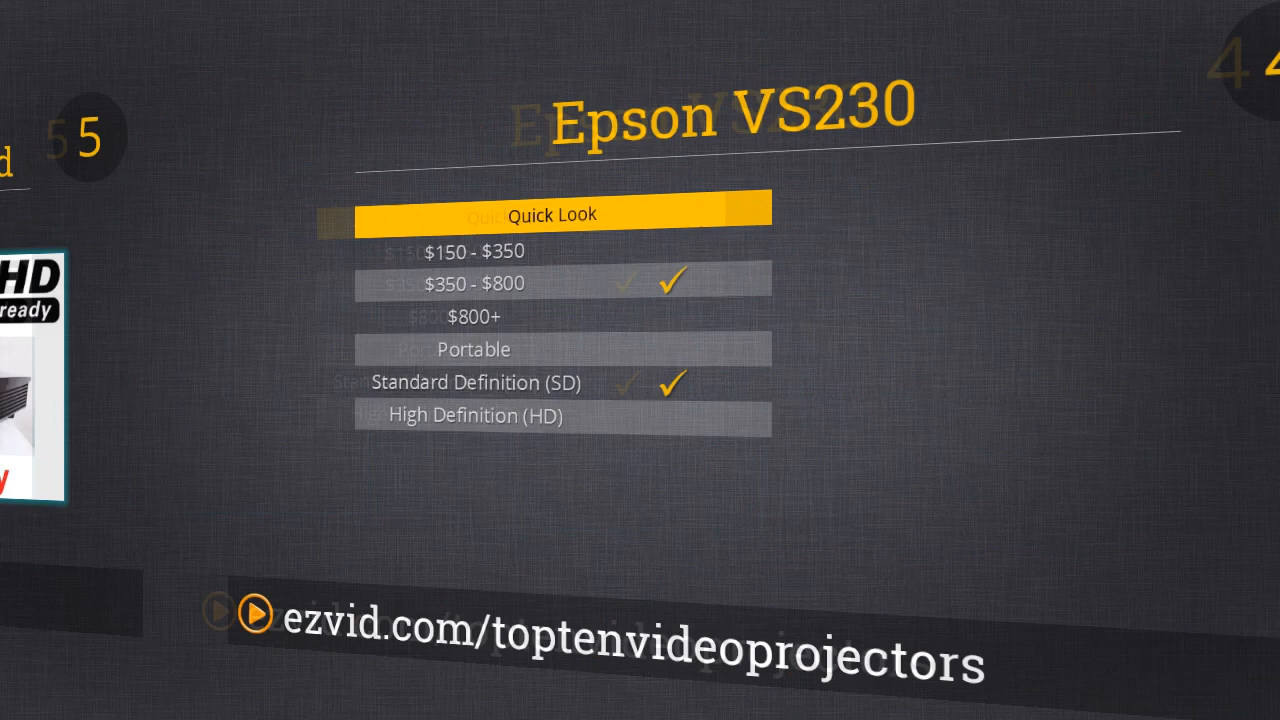 d
5
HD
ready
y
Epson VS230
4
Quick Look
$150 - $350
$350 - $800
$800+
Portable
Standard Definition (SD)
High Definition (HD)
ezvid.com/toptenvideoprojectors